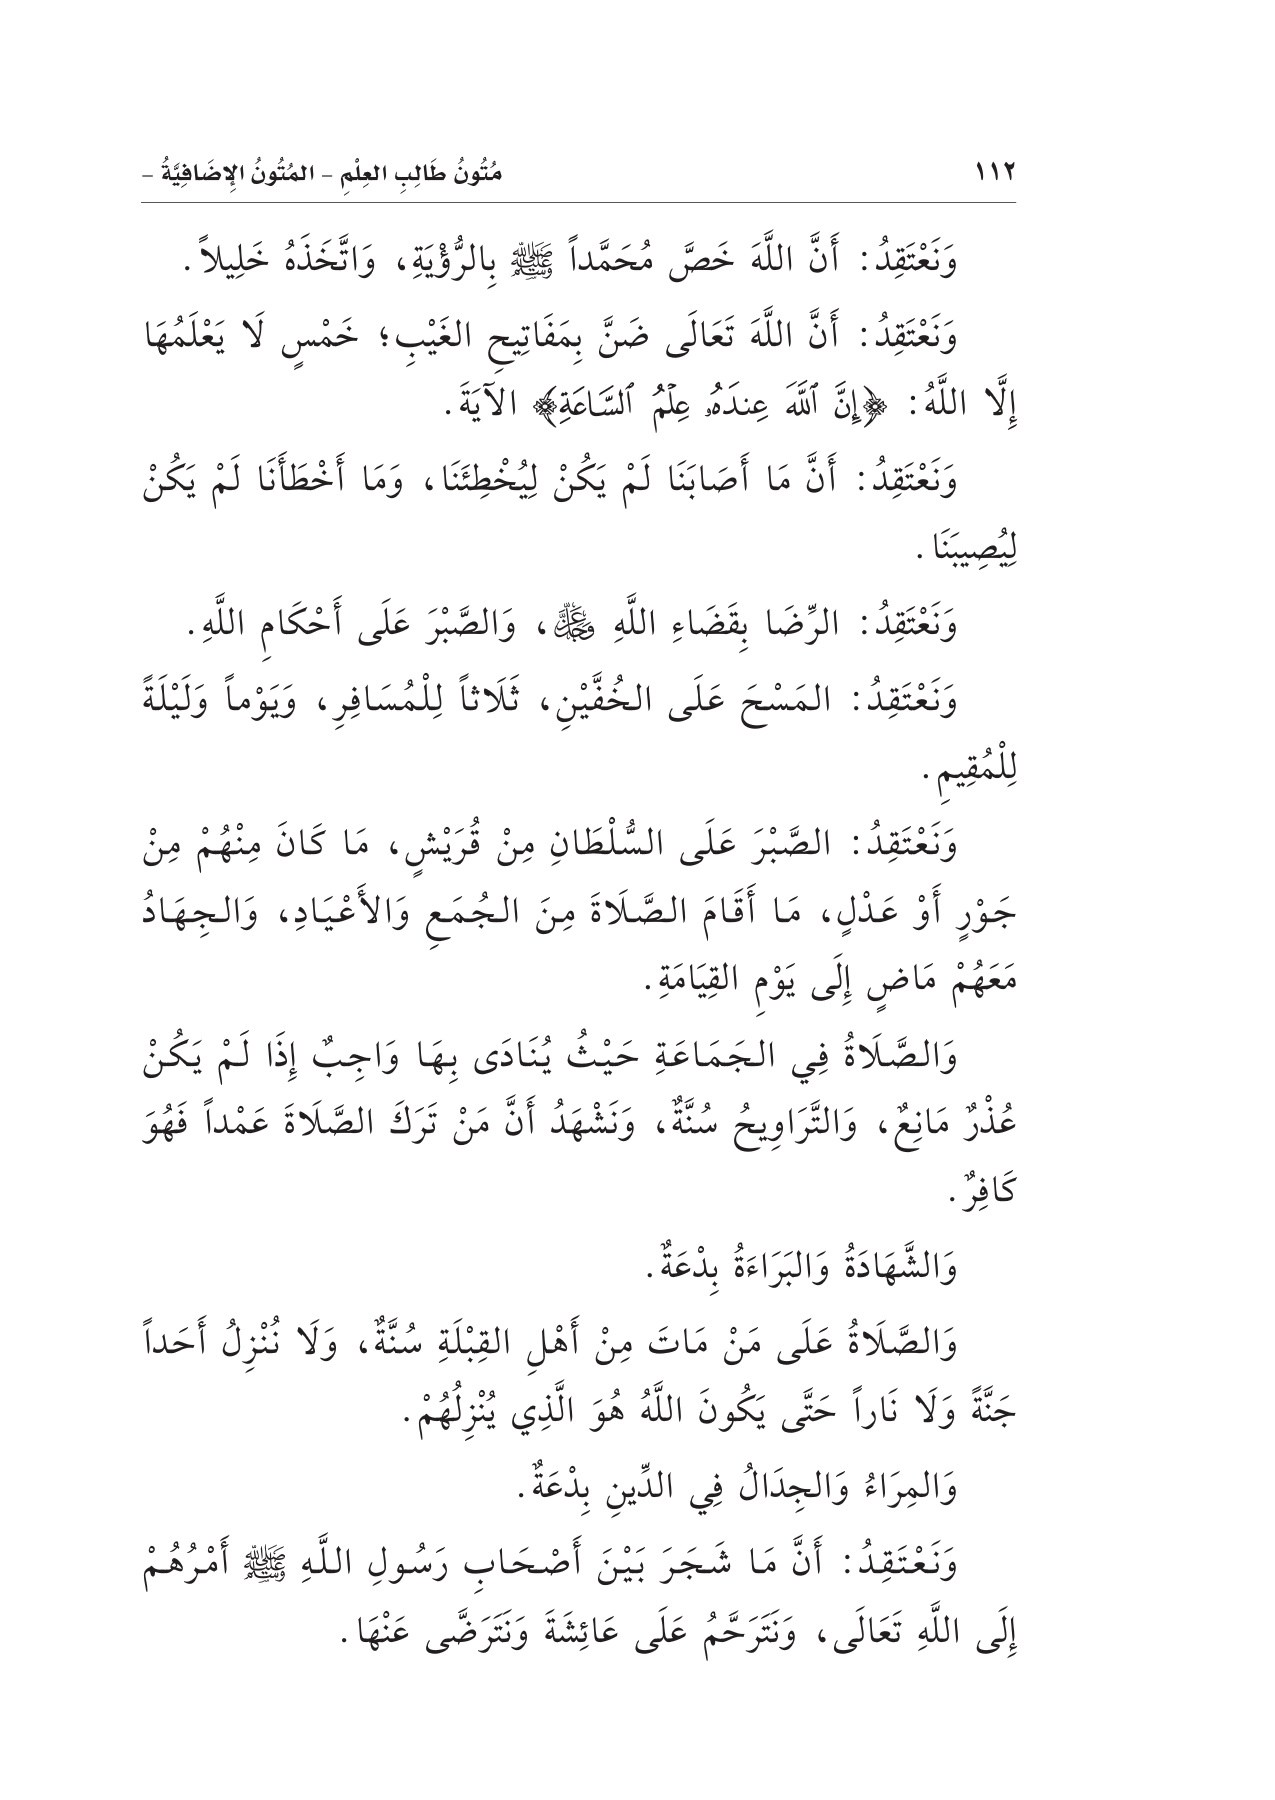 ١١٢ مُتُونُ طَالِبِ العِلْمِ – المُتُونُ الإِضَافِيَّةُ –
وَنَعْتَقِدُ: أَنَّ اللَّهَ خَصَّ مُحَمَّداً ﷺ بِالرُّؤْيَةِ، وَاتَّخَذَهُ خَلِيلاً.
وَنَعْتَقِدُ: أَنَّ اللَّهَ تَعَالَى ضَنَّ بِمَفَاتِيحِ الغَيْبِ؛ خَمْسٍ لَا يَعْلَمُهَا
إِلَّا اللَّهُ: ﴿إِنَّ ٱللَّهَ عِندَهُۥ عِلۡمُ ٱلسَّاعَةِ﴾ الآيَةَ.
وَنَعْتَقِدُ: أَنَّ مَا أَصَابَنَا لَمْ يَكُنْ لِيُخْطِئَنَا، وَمَا أَخْطَأَنَا لَمْ يَكُنْ
لِيُصِيبَنَا.
وَنَعْتَقِدُ: الرِّضَا بِقَضَاءِ اللَّهِ عَزَّ وَجَلَّ، وَالصَّبْرَ عَلَى أَحْكَامِ اللَّهِ.
وَنَعْتَقِدُ: المَسْحَ عَلَى الخُفَّيْنِ، ثَلَاثاً لِلْمُسَافِرِ، وَيَوْماً وَلَيْلَةً
لِلْمُقِيمِ.
وَنَعْتَقِدُ: الصَّبْرَ عَلَى السُّلْطَانِ مِنْ قُرَيْشٍ، مَا كَانَ مِنْهُمْ مِنْ
جَوْرٍ أَوْ عَدْلٍ، مَا أَقَامَ الصَّلَاةَ مِنَ الجُمَعِ وَالأَعْيَادِ، وَالجِهَادُ
مَعَهُمْ مَاضٍ إِلَى يَوْمِ القِيَامَةِ.
وَالصَّلَاةُ فِي الجَمَاعَةِ حَيْثُ يُنَادَى بِهَا وَاجِبٌ إِذَا لَمْ يَكُنْ
عُذْرٌ مَانِعٌ، وَالتَّرَاوِيحُ سُنَّةٌ، وَنَشْهَدُ أَنَّ مَنْ تَرَكَ الصَّلَاةَ عَمْداً فَهُوَ
كَافِرٌ.
وَالشَّهَادَةُ وَالبَرَاءَةُ بِدْعَةٌ.
وَالصَّلَاةُ عَلَى مَنْ مَاتَ مِنْ أَهْلِ القِبْلَةِ سُنَّةٌ، وَلَا نُنْزِلُ أَحَداً
جَنَّةً وَلَا نَاراً حَتَّى يَكُونَ اللَّهُ هُوَ الَّذِي يُنْزِلُهُمْ.
وَالمِرَاءُ وَالجِدَالُ فِي الدِّينِ بِدْعَةٌ.
وَنَعْتَقِدُ: أَنَّ مَا شَجَرَ بَيْنَ أَصْحَابِ رَسُولِ اللَّهِ ﷺ أَمْرُهُمْ
إِلَى اللَّهِ تَعَالَى، وَنَتَرَحَّمُ عَلَى عَائِشَةَ وَنَتَرَضَّى عَنْهَا.